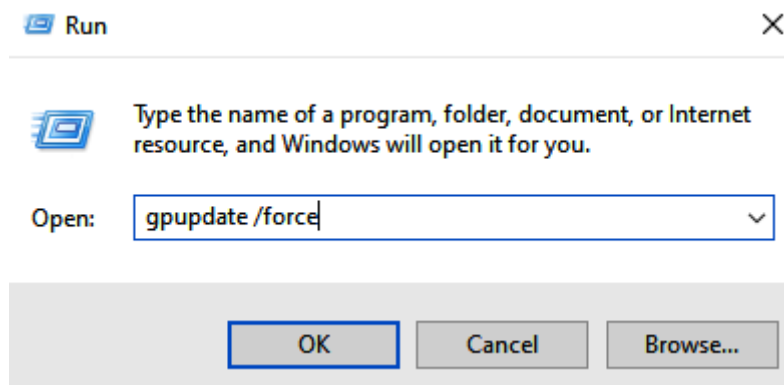 Run
Type the name of a program, folder, document, or Internet
resource, and Windows will open it for you.
Open: gpupdate /force
OK Cancel Browse...